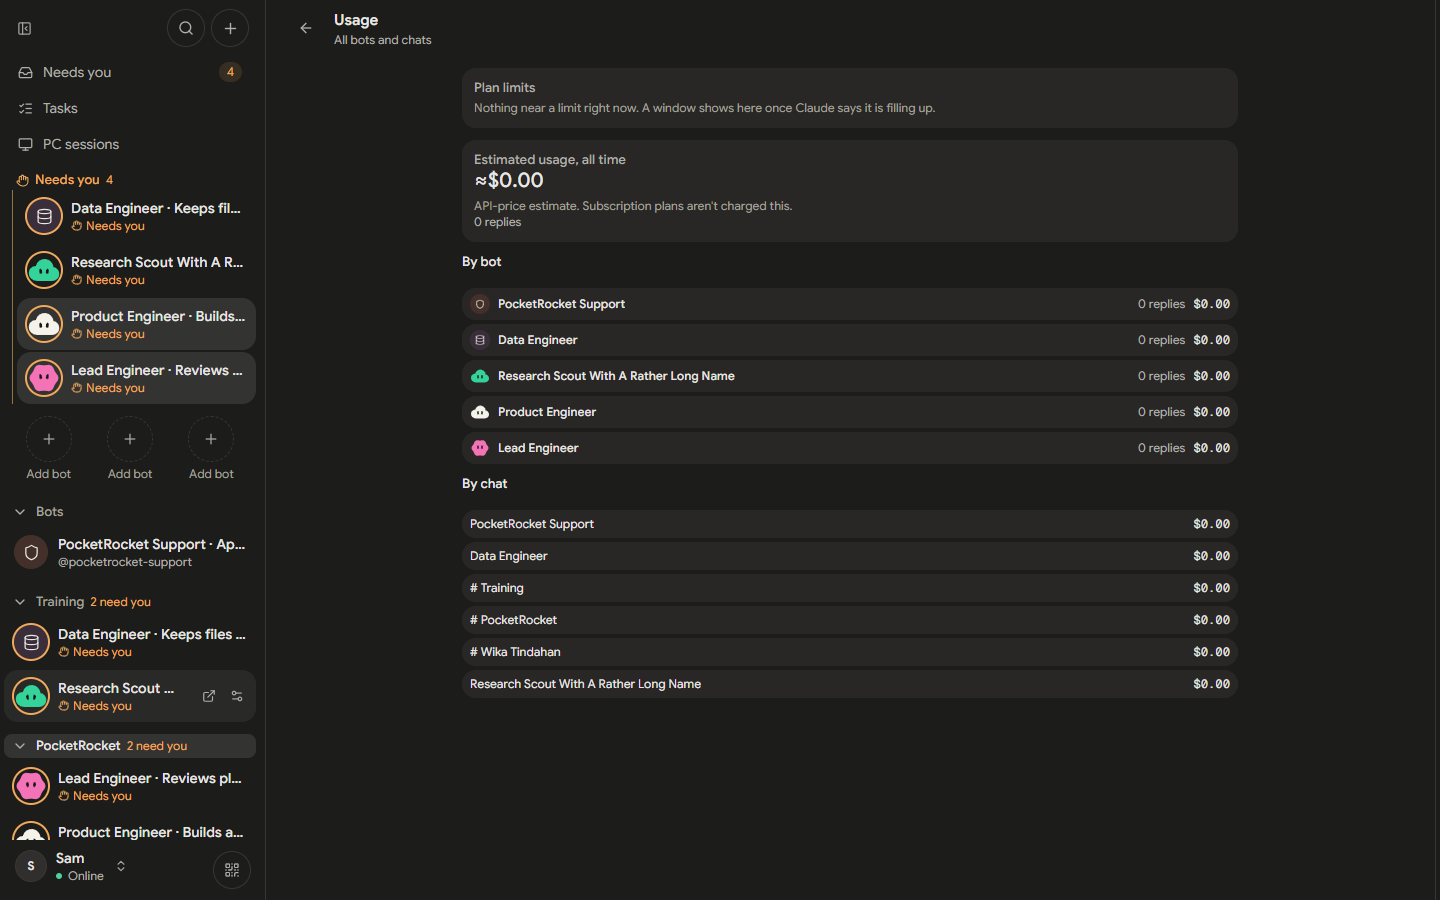 Usage
All bots and chats
Needs you
4
Tasks
PC sessions
Needs you 4
Data Engineer · Keeps fil...
Needs you
Research Scout With A R...
Needs you
Product Engineer · Builds...
Needs you
Lead Engineer · Reviews ...
Needs you
Add bot
Add bot
Add bot
Bots
PocketRocket Support · Ap...
@pocketrocket-support
Training 2 need you
Data Engineer · Keeps files ...
Needs you
Research Scout ...
Needs you
PocketRocket 2 need you
Lead Engineer · Reviews pl...
Needs you
Product Engineer · Builds a...
S
Sam
Online
Plan limits
Nothing near a limit right now. A window shows here once Claude says it is filling up.
Estimated usage, all time
≈$0.00
API-price estimate. Subscription plans aren't charged this.
0 replies
By bot
PocketRocket Support 0 replies $0.00
Data Engineer 0 replies $0.00
Research Scout With A Rather Long Name 0 replies $0.00
Product Engineer 0 replies $0.00
Lead Engineer 0 replies $0.00
By chat
PocketRocket Support $0.00
Data Engineer $0.00
# Training $0.00
# PocketRocket $0.00
# Wika Tindahan $0.00
Research Scout With A Rather Long Name $0.00